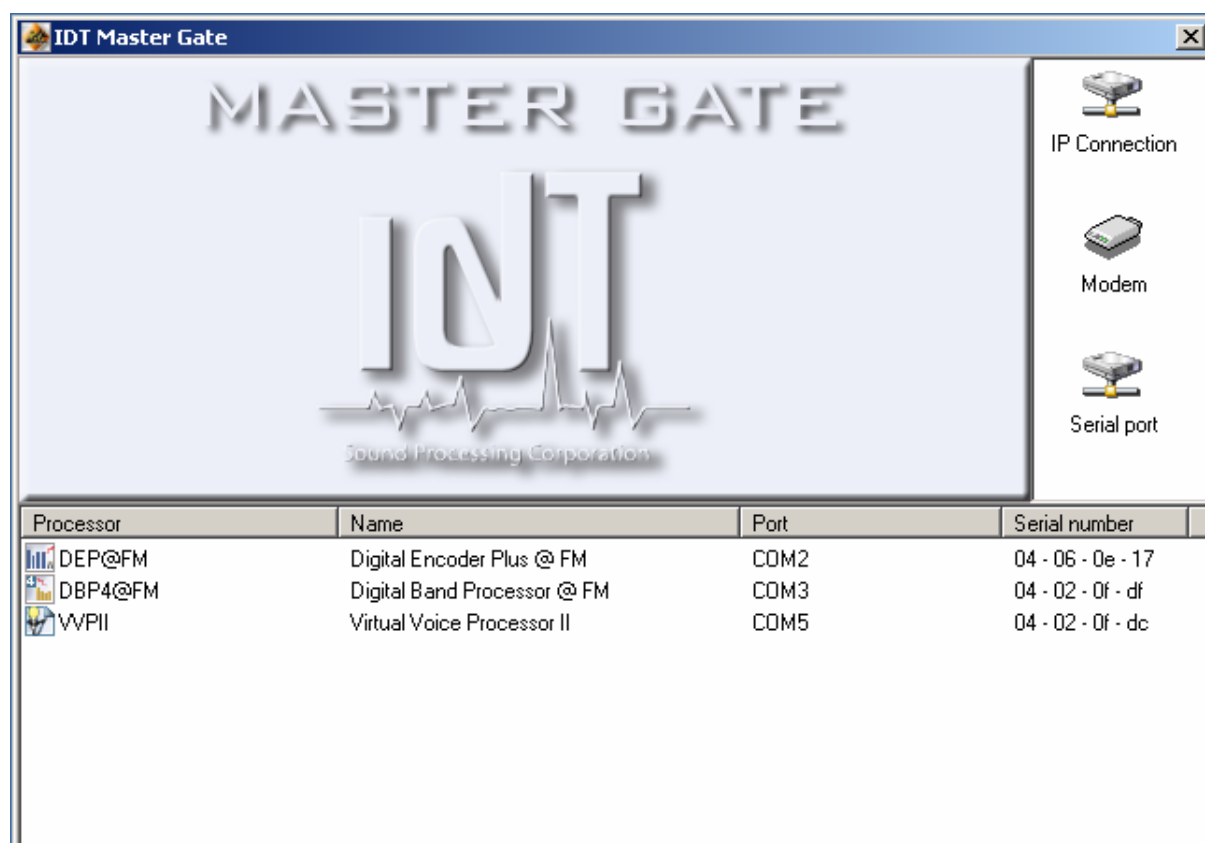 IDT Master Gate
MASTER GATE
IDT
Sound Processing Corporation
IP Connection
Modem
Serial port
Processor Name Port Serial number
DEP@FM Digital Encoder Plus @ FM COM2 04 - 06 - 0e - 17
DBP4@FM Digital Band Processor @ FM COM3 04 - 02 - 0f - df
VVPII Virtual Voice Processor II COM5 04 - 02 - 0f - dc